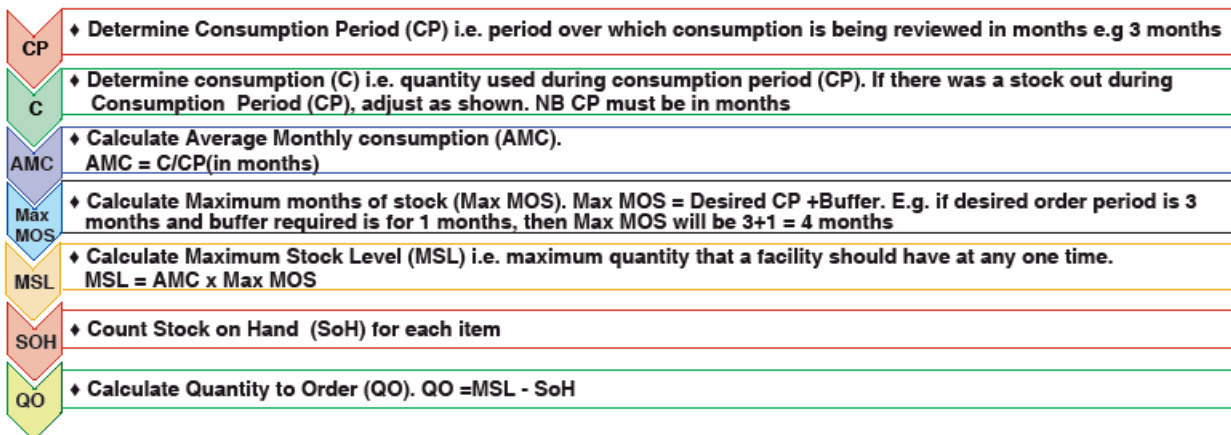 CP
♦ Determine Consumption Period (CP) i.e. period over which consumption is being reviewed in months e.g 3 months
C
♦ Determine consumption (C) i.e. quantity used during consumption period (CP). If there was a stock out during
Consumption Period (CP), adjust as shown. NB CP must be in months
AMC
♦ Calculate Average Monthly consumption (AMC).
AMC = C/CP(in months)
Max
MOS
♦ Calculate Maximum months of stock (Max MOS). Max MOS = Desired CP +Buffer. E.g. if desired order period is 3
months and buffer required is for 1 months, then Max MOS will be 3+1 = 4 months
MSL
♦ Calculate Maximum Stock Level (MSL) i.e. maximum quantity that a facility should have at any one time.
MSL = AMC x Max MOS
SOH
♦ Count Stock on Hand (SoH) for each item
QO
♦ Calculate Quantity to Order (QO). QO =MSL - SoH